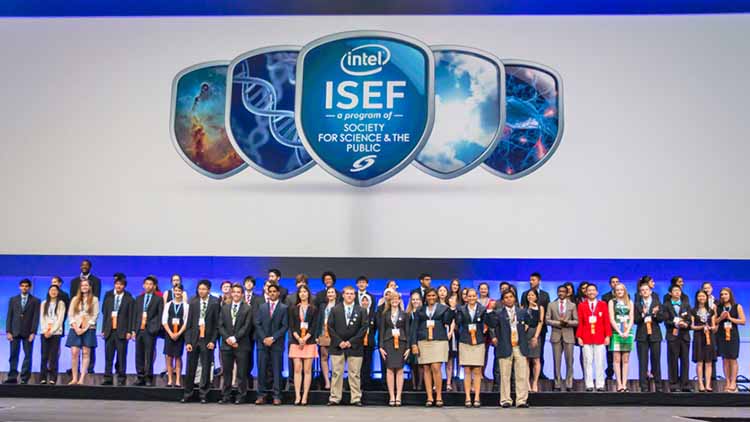 intel
ISEF
a program of
SOCIETY
FOR SCIENCE & THE
PUBLIC